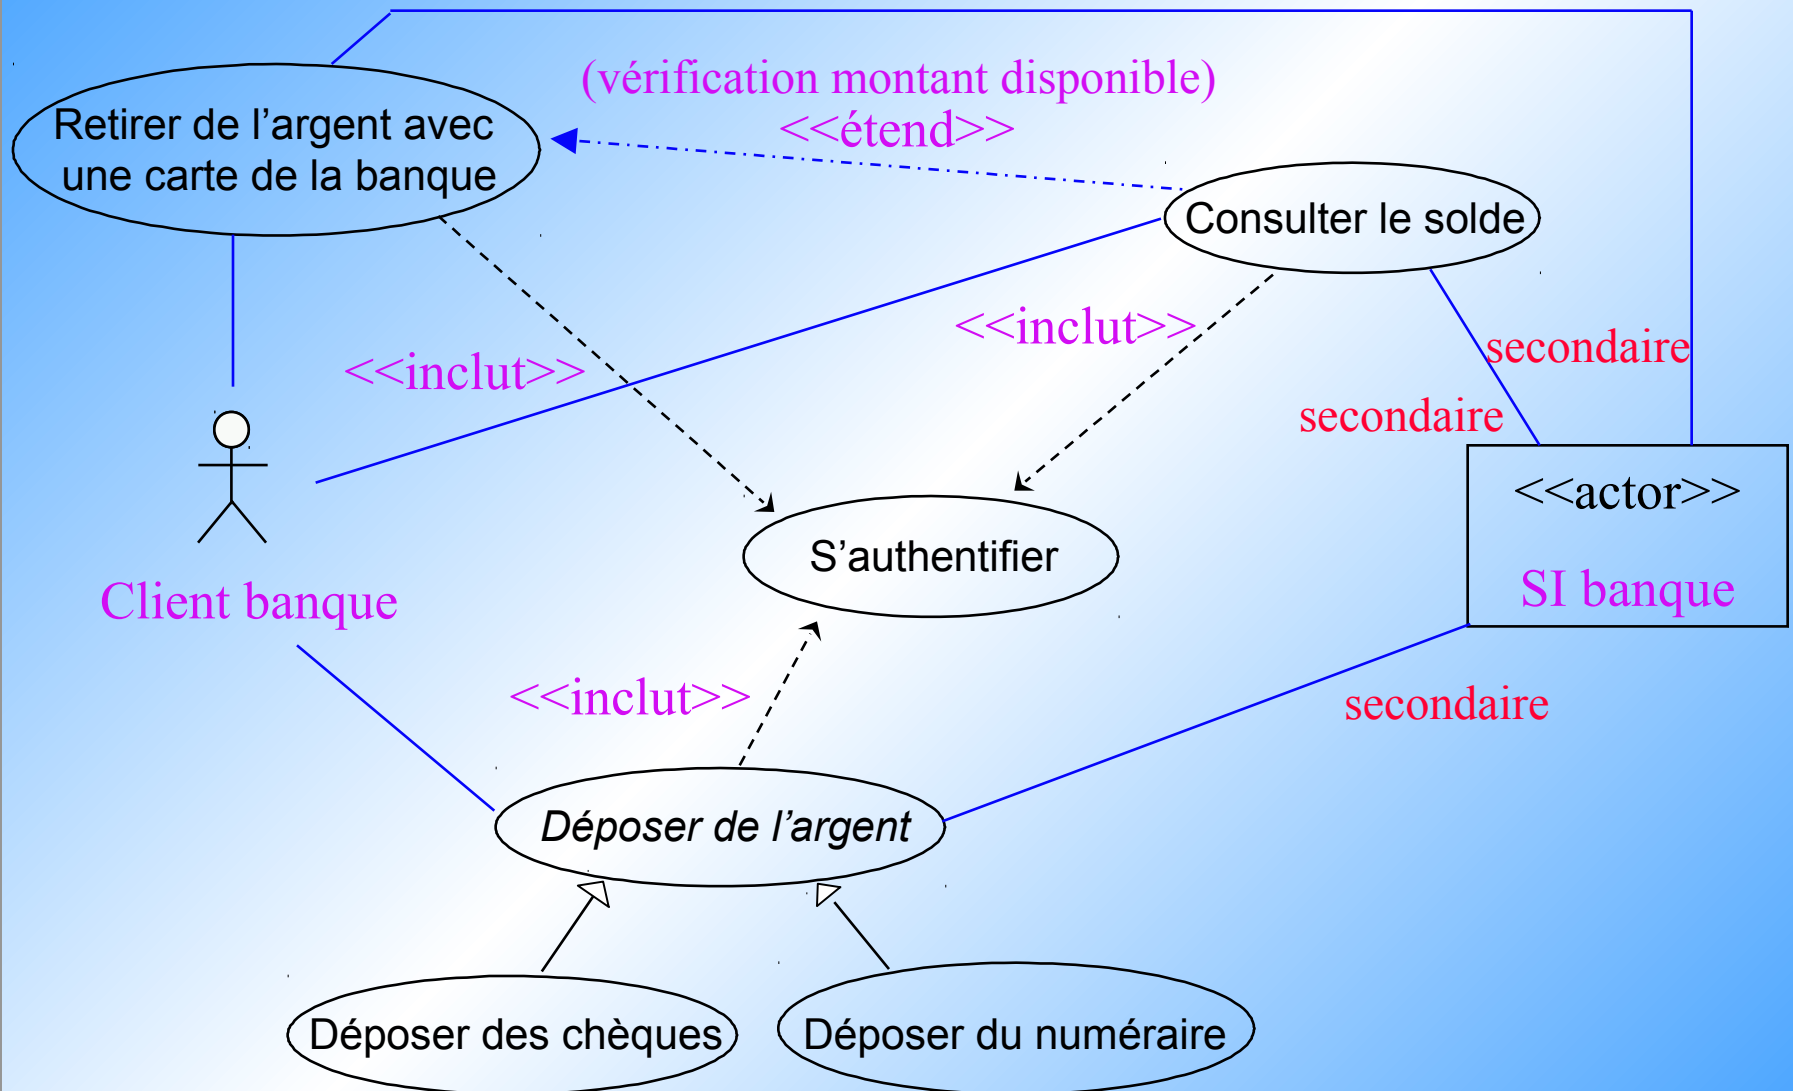 (vérification montant disponible)
<<étend>>
Retirer de l’argent avec
une carte de la banque
Consulter le solde
<<inclut>>
<<inclut>>
secondaire
secondaire
<<actor>>
SI banque
S’authentifier
Client banque
<<inclut>>
secondaire
Déposer de l’argent
Déposer des chèques
Déposer du numéraire